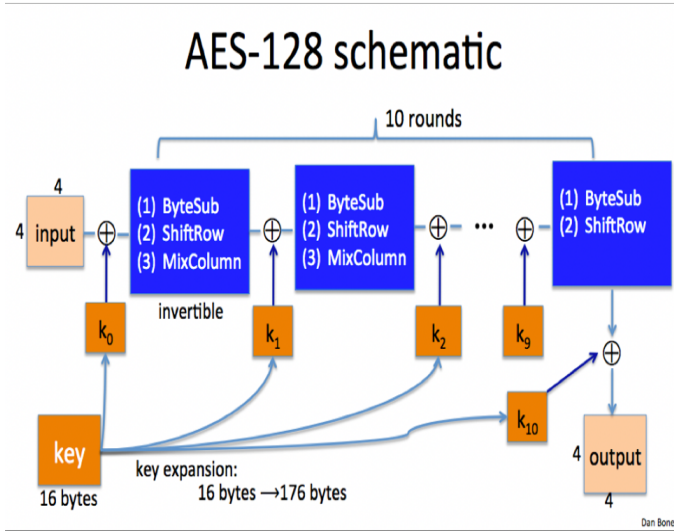 AES-128 schematic
10 rounds
4
4 input
(1) ByteSub
(2) ShiftRow
(3) MixColumn
invertible
(1) ByteSub
(2) ShiftRow
(3) MixColumn
...
(1) ByteSub
(2) ShiftRow
k0
k1
k2
k9
k10
key
16 bytes
key expansion:
16 bytes →176 bytes
4 output
4
Dan Bone